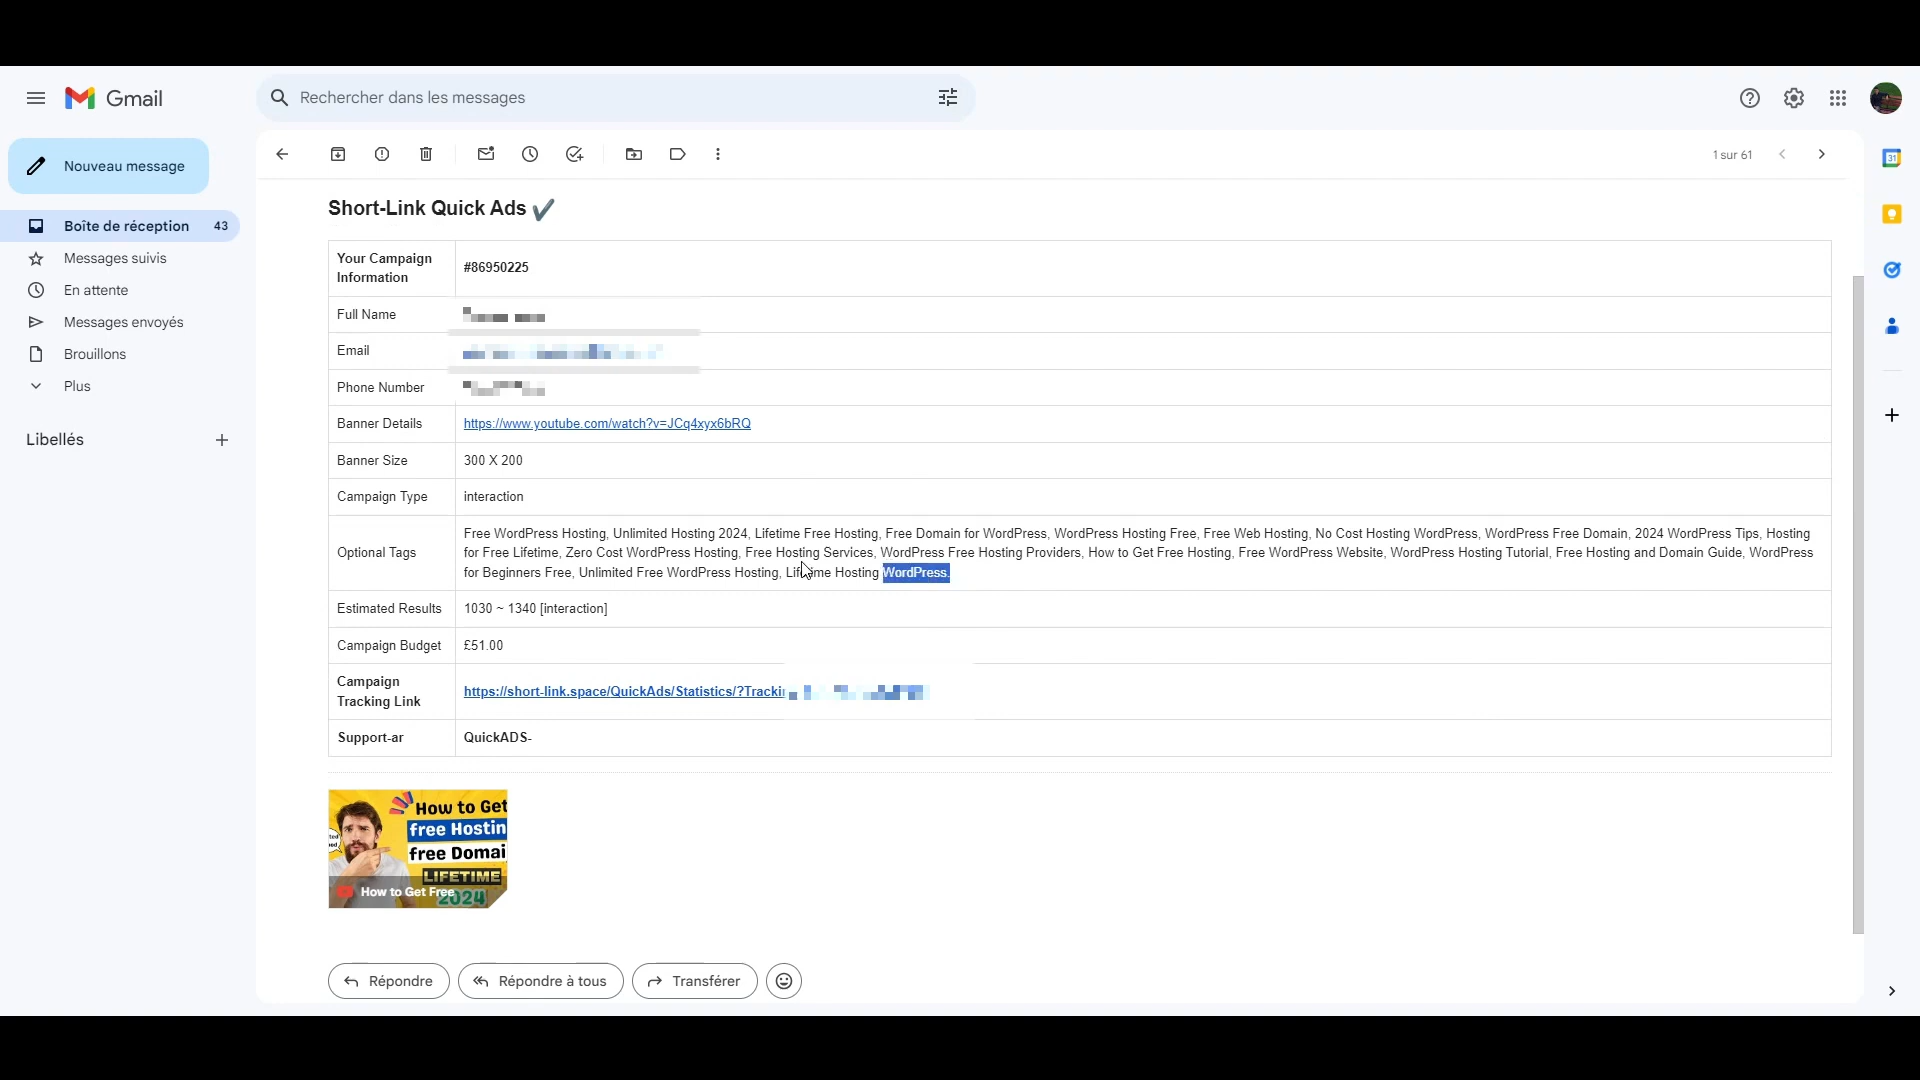 Gmail
Rechercher dans les messages
Nouveau message
1 sur 61
Boîte de réception 43
Messages suivis
En attente
Messages envoyés
Brouillons
Plus
Libellés
Short-Link Quick Ads ✔
Your Campaign
Information
#86950225
Full Name
Email
Phone Number
Banner Details https://www.youtube.com/watch?v=JCq4xyx6bRQ
Banner Size 300 X 200
Campaign Type interaction
Optional Tags
Free WordPress Hosting, Unlimited Hosting 2024, Lifetime Free Hosting, Free Domain for WordPress, WordPress Hosting Free, Free Web Hosting, No Cost Hosting WordPress, WordPress Free Domain, 2024 WordPress Tips, Hosting
for Free Lifetime, Zero Cost WordPress Hosting, Free Hosting Services, WordPress Free Hosting Providers, How to Get Free Hosting, Free WordPress Website, WordPress Hosting Tutorial, Free Hosting and Domain Guide, WordPress
for Beginners Free, Unlimited Free WordPress Hosting, Lifetime Hosting WordPress.
Estimated Results 1030 ~ 1340 [interaction]
Campaign Budget £51.00
Campaign
Tracking Link
https://short-link.space/QuickAds/Statistics/?Tracki
Support-ar QuickADS-
How to Get
free Hostin
free Domai
LIFETIME
2024
How to Get Free
Répondre
Répondre à tous
Transférer
31